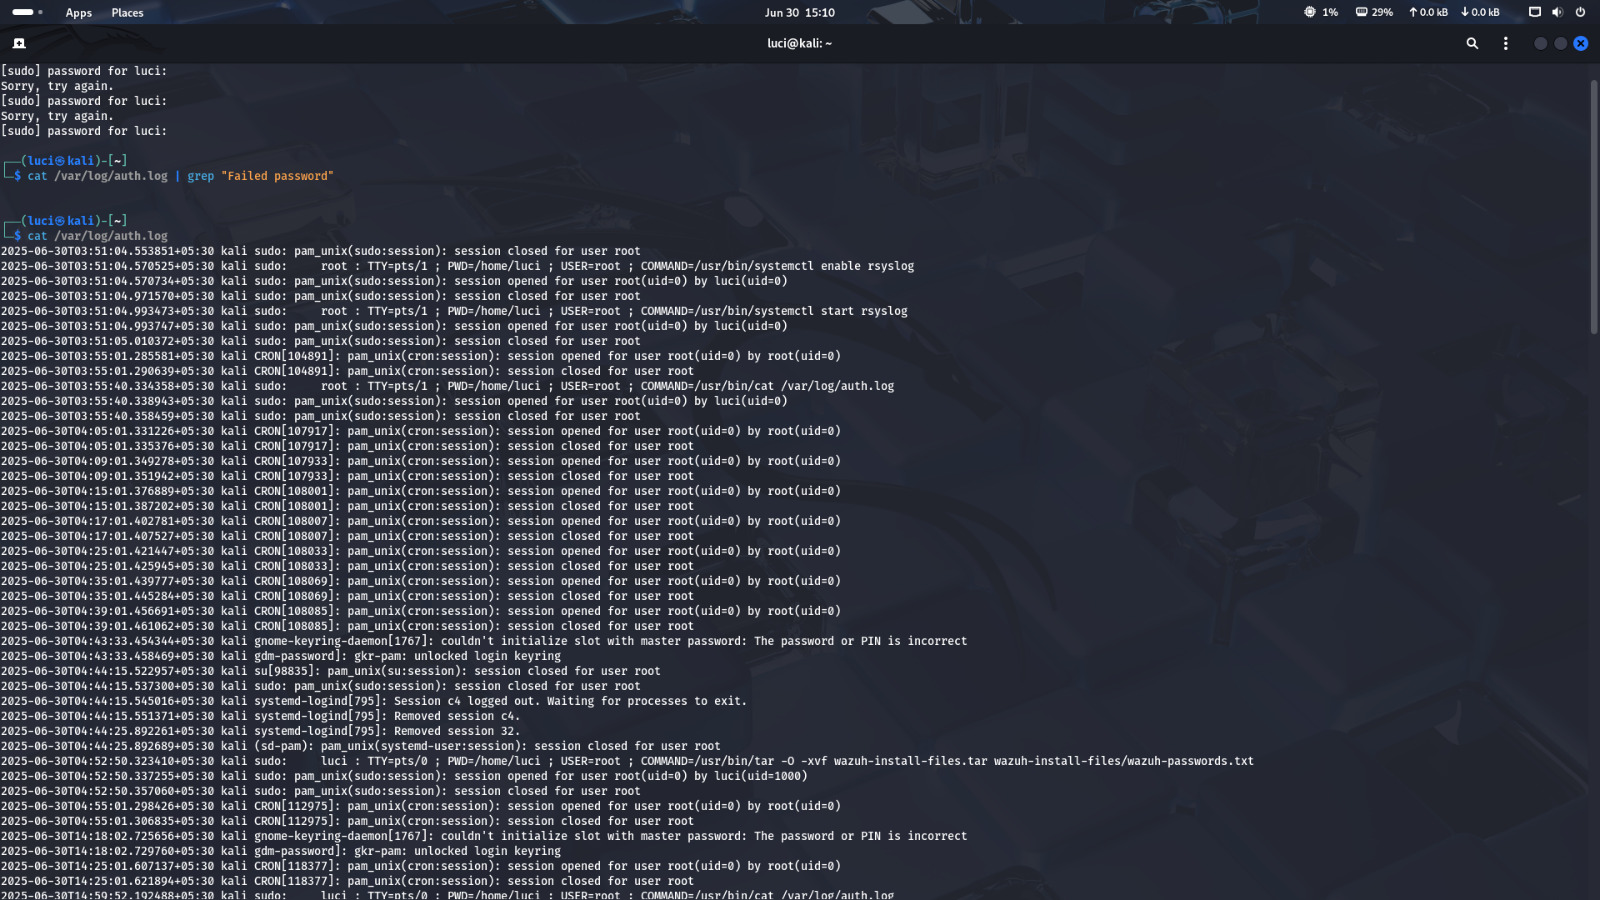 Apps Places Jun 30 15:10 1% 29% 0.0 kB 0.0 kB
luci@kali: ~
[sudo] password for luci:
Sorry, try again.
[sudo] password for luci:
Sorry, try again.
[sudo] password for luci:
┌──(luci㉿kali)-[~]
└─$ cat /var/log/auth.log | grep "Failed password"
┌──(luci㉿kali)-[~]
└─$ cat /var/log/auth.log
2025-06-30T03:51:04.553851+05:30 kali sudo: pam_unix(sudo:session): session closed for user root
2025-06-30T03:51:04.570525+05:30 kali sudo:     root : TTY=pts/1 ; PWD=/home/luci ; USER=root ; COMMAND=/usr/bin/systemctl enable rsyslog
2025-06-30T03:51:04.570734+05:30 kali sudo: pam_unix(sudo:session): session opened for user root(uid=0) by luci(uid=0)
2025-06-30T03:51:04.971570+05:30 kali sudo: pam_unix(sudo:session): session closed for user root
2025-06-30T03:51:04.993473+05:30 kali sudo:     root : TTY=pts/1 ; PWD=/home/luci ; USER=root ; COMMAND=/usr/bin/systemctl start rsyslog
2025-06-30T03:51:04.993747+05:30 kali sudo: pam_unix(sudo:session): session opened for user root(uid=0) by luci(uid=0)
2025-06-30T03:51:05.010372+05:30 kali sudo: pam_unix(sudo:session): session closed for user root
2025-06-30T03:55:01.285581+05:30 kali CRON[104891]: pam_unix(cron:session): session opened for user root(uid=0) by root(uid=0)
2025-06-30T03:55:01.290639+05:30 kali CRON[104891]: pam_unix(cron:session): session closed for user root
2025-06-30T03:55:40.334358+05:30 kali sudo:     root : TTY=pts/1 ; PWD=/home/luci ; USER=root ; COMMAND=/usr/bin/cat /var/log/auth.log
2025-06-30T03:55:40.338943+05:30 kali sudo: pam_unix(sudo:session): session opened for user root(uid=0) by luci(uid=0)
2025-06-30T03:55:40.358459+05:30 kali sudo: pam_unix(sudo:session): session closed for user root
2025-06-30T04:05:01.331226+05:30 kali CRON[107917]: pam_unix(cron:session): session opened for user root(uid=0) by root(uid=0)
2025-06-30T04:05:01.335376+05:30 kali CRON[107917]: pam_unix(cron:session): session closed for user root
2025-06-30T04:09:01.349278+05:30 kali CRON[107933]: pam_unix(cron:session): session opened for user root(uid=0) by root(uid=0)
2025-06-30T04:09:01.351942+05:30 kali CRON[107933]: pam_unix(cron:session): session closed for user root
2025-06-30T04:15:01.376889+05:30 kali CRON[108001]: pam_unix(cron:session): session opened for user root(uid=0) by root(uid=0)
2025-06-30T04:15:01.387202+05:30 kali CRON[108001]: pam_unix(cron:session): session closed for user root
2025-06-30T04:17:01.402781+05:30 kali CRON[108007]: pam_unix(cron:session): session opened for user root(uid=0) by root(uid=0)
2025-06-30T04:17:01.407527+05:30 kali CRON[108007]: pam_unix(cron:session): session closed for user root
2025-06-30T04:25:01.421447+05:30 kali CRON[108033]: pam_unix(cron:session): session opened for user root(uid=0) by root(uid=0)
2025-06-30T04:25:01.425945+05:30 kali CRON[108033]: pam_unix(cron:session): session closed for user root
2025-06-30T04:35:01.439777+05:30 kali CRON[108069]: pam_unix(cron:session): session opened for user root(uid=0) by root(uid=0)
2025-06-30T04:35:01.445284+05:30 kali CRON[108069]: pam_unix(cron:session): session closed for user root
2025-06-30T04:39:01.456691+05:30 kali CRON[108085]: pam_unix(cron:session): session opened for user root(uid=0) by root(uid=0)
2025-06-30T04:39:01.461062+05:30 kali CRON[108085]: pam_unix(cron:session): session closed for user root
2025-06-30T04:43:33.454344+05:30 kali gnome-keyring-daemon[1767]: couldn't initialize slot with master password: The password or PIN is incorrect
2025-06-30T04:43:33.458469+05:30 kali gdm-password]: gkr-pam: unlocked login keyring
2025-06-30T04:44:15.522957+05:30 kali su[98835]: pam_unix(su:session): session closed for user root
2025-06-30T04:44:15.537300+05:30 kali sudo: pam_unix(sudo:session): session closed for user root
2025-06-30T04:44:15.545016+05:30 kali systemd-logind[795]: Session c4 logged out. Waiting for processes to exit.
2025-06-30T04:44:15.551371+05:30 kali systemd-logind[795]: Removed session c4.
2025-06-30T04:44:25.892261+05:30 kali systemd-logind[795]: Removed session 32.
2025-06-30T04:44:25.892689+05:30 kali (sd-pam): pam_unix(systemd-user:session): session closed for user root
2025-06-30T04:52:50.323410+05:30 kali sudo:     luci : TTY=pts/0 ; PWD=/home/luci ; USER=root ; COMMAND=/usr/bin/tar -O -xvf wazuh-install-files.tar wazuh-install-files/wazuh-passwords.txt
2025-06-30T04:52:50.337255+05:30 kali sudo: pam_unix(sudo:session): session opened for user root(uid=0) by luci(uid=1000)
2025-06-30T04:52:50.357060+05:30 kali sudo: pam_unix(sudo:session): session closed for user root
2025-06-30T04:55:01.298426+05:30 kali CRON[112975]: pam_unix(cron:session): session opened for user root(uid=0) by root(uid=0)
2025-06-30T04:55:01.306835+05:30 kali CRON[112975]: pam_unix(cron:session): session closed for user root
2025-06-30T14:18:02.725656+05:30 kali gnome-keyring-daemon[1767]: couldn't initialize slot with master password: The password or PIN is incorrect
2025-06-30T14:18:02.729760+05:30 kali gdm-password]: gkr-pam: unlocked login keyring
2025-06-30T14:25:01.607137+05:30 kali CRON[118377]: pam_unix(cron:session): session opened for user root(uid=0) by root(uid=0)
2025-06-30T14:25:01.621894+05:30 kali CRON[118377]: pam_unix(cron:session): session closed for user root
2025-06-30T14:59:52.192488+05:30 kali sudo:     luci : TTY=pts/0 ; PWD=/home/luci ; USER=root ; COMMAND=/usr/bin/cat /var/log/auth.log